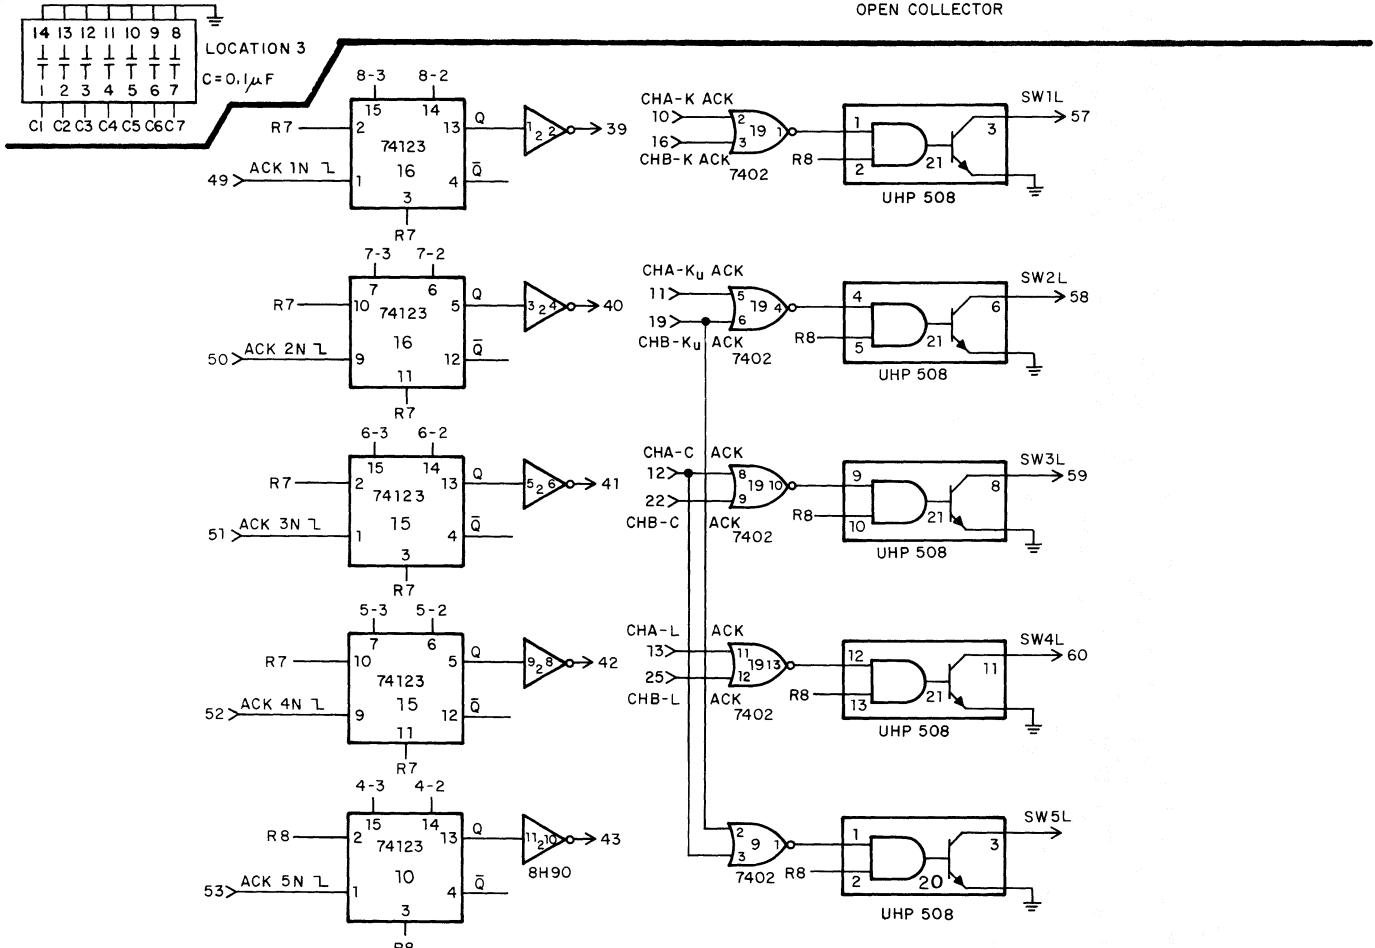 OPEN COLLECTOR
14 13 12 11 10 9 8
LOCATION 3
C=0.1μF
1 2 3 4 5 6 7
C1 C2 C3 C4 C5 C6 C7
8-3 8-2
15 14
R7 2 13 Q 1 2 2 39
74123
16
49 ACK 1N 1 4 Q̅
3
R7
CHA-K ACK
10 2
19 1
16 3
CHB-K ACK
7402
1
R8 2
21
3
SW1L
57
UHP 508
7-3 7-2
7 6
R7 10 5 Q 3 2 4 40
74123
16
50 ACK 2N 9 12 Q̅
11
R7
CHA-Ku ACK
11 5
19 4
19 6
CHB-Ku ACK
7402
4
R8 5
21
6
SW2L
58
UHP 508
6-3 6-2
15 14
R7 2 13 Q 5 2 6 41
74123
15
51 ACK 3N 1 4 Q̅
3
R7
CHA-C ACK
12 8
19 10
22 9
CHB-C ACK
7402
9
R8 10
21
8
SW3L
59
UHP 508
5-3 5-2
7 6
R7 10 5 Q 9 2 8 42
74123
15
52 ACK 4N 9 12 Q̅
11
R7
CHA-L ACK
13 11
19 13
25 12
CHB-L ACK
7402
12
R8 13
21
11
SW4L
60
UHP 508
4-3 4-2
15 14
R8 2 13 Q 11 2 10 43
74123
8H90
10
53 ACK 5N 1 4 Q̅
3
R8
2
9 1
3
7402
1
R8 2
20
3
SW5L
UHP 508